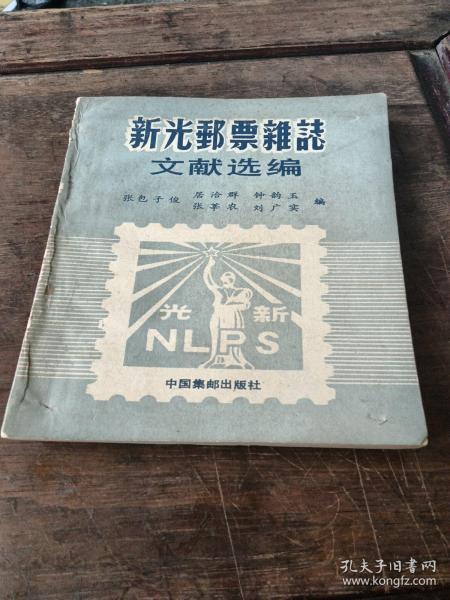 新光郵票雜誌
文献选编
张包子俊 居洽群 钟韵玉 编
张革农 刘广实
光 新
NLPS
中国集邮出版社
孔夫子旧书网
www.kongfz.com